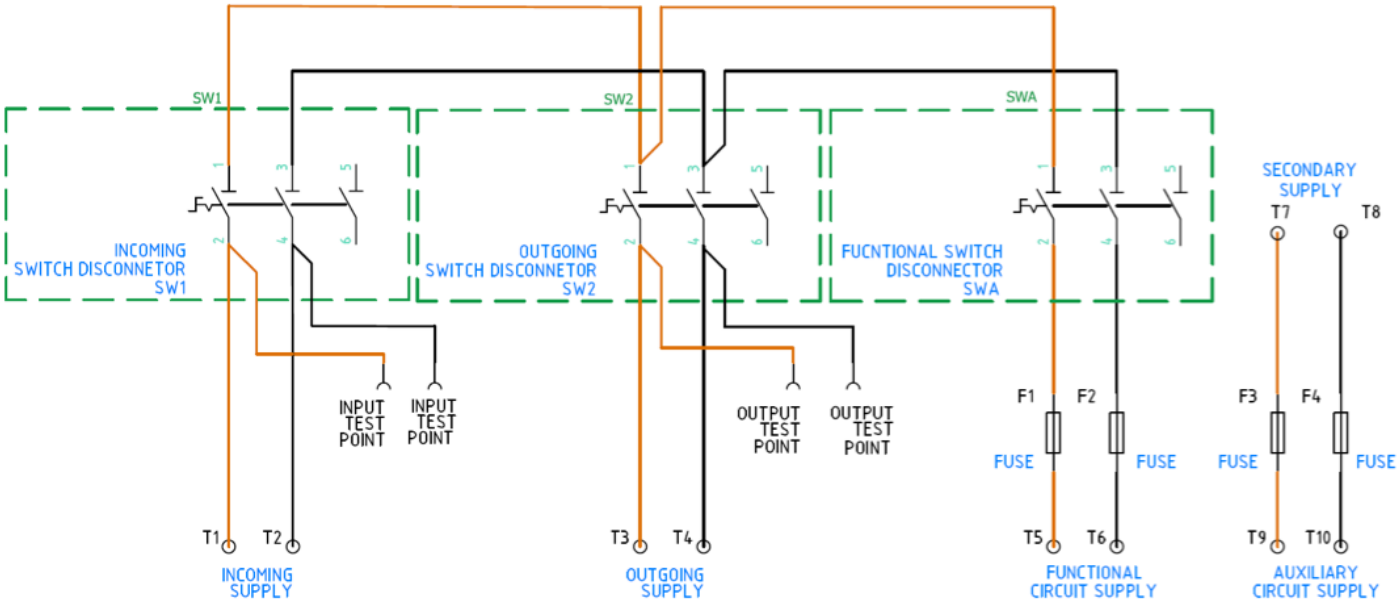 SW1
SW2
SWA
1
3
5
1
3
5
1
3
5
2
4
6
2
4
6
2
4
6
INCOMING
SWITCH DISCONNETOR
SW1
OUTGOING
SWITCH DISCONNETOR
SW2
FUCNTIONAL SWITCH
DISCONNECTOR
SWA
SECONDARY
SUPPLY
T7
T8
INPUT
TEST
POINT
INPUT
TEST
POINT
OUTPUT
TEST
POINT
OUTPUT
TEST
POINT
F1
F2
F3
F4
FUSE
FUSE
FUSE
FUSE
T1
T2
T3
T4
T5
T6
T9
T10
INCOMING
SUPPLY
OUTGOING
SUPPLY
FUNCTIONAL
CIRCUIT SUPPLY
AUXILIARY
CIRCUIT SUPPLY